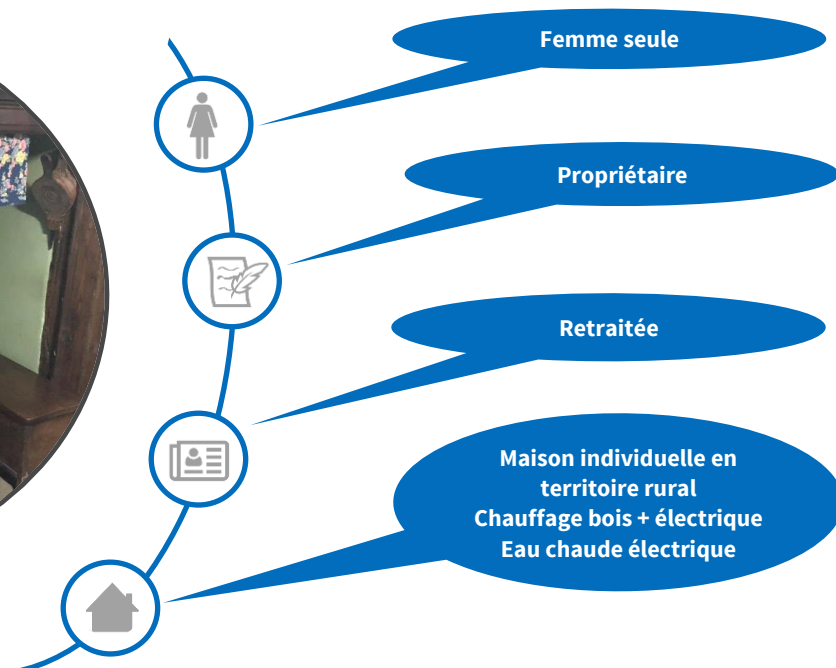 Femme seule
Propriétaire
Retraitée
Maison individuelle en
territoire rural
Chauffage bois + électrique
Eau chaude électrique